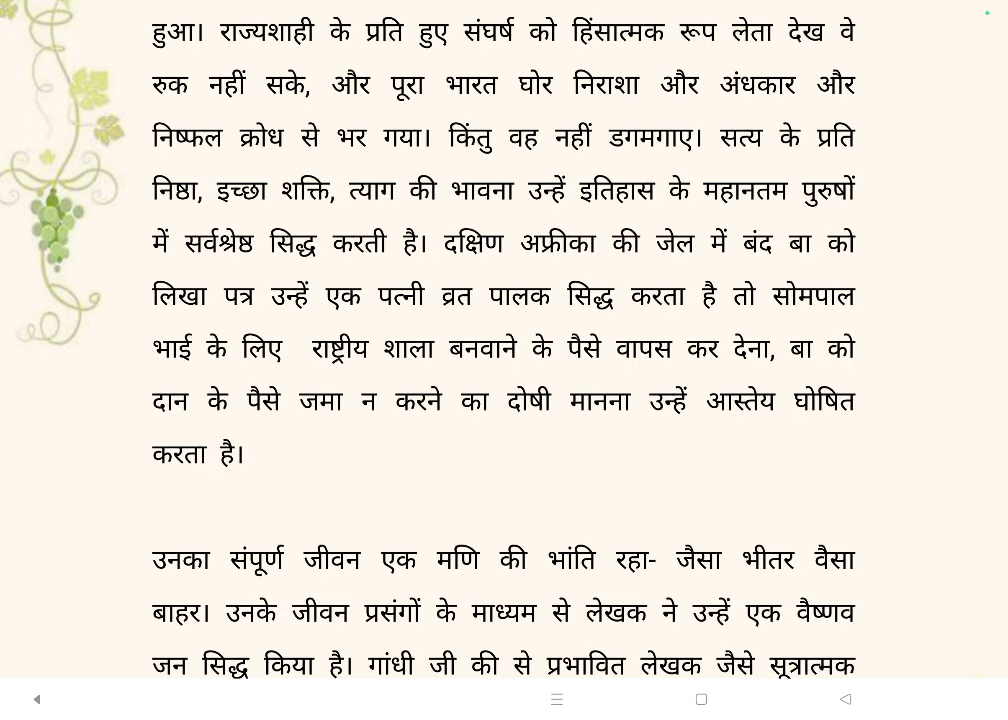 हुआ। राज्यशाही के प्रति हुए संघर्ष को हिंसात्मक रूप लेता देख वे
रुक नहीं सके, और पूरा भारत घोर निराशा और अंधकार और
निष्फल क्रोध से भर गया। किंतु वह नहीं डगमगाए। सत्य के प्रति
निष्ठा, इच्छा शक्ति, त्याग की भावना उन्हें इतिहास के महानतम पुरुषों
में सर्वश्रेष्ठ सिद्ध करती है। दक्षिण अफ्रीका की जेल में बंद बा को
लिखा पत्र उन्हें एक पत्नी व्रत पालक सिद्ध करता है तो सोमपाल
भाई के लिए राष्ट्रीय शाला बनवाने के पैसे वापस कर देना, बा को
दान के पैसे जमा न करने का दोषी मानना उन्हें आस्तेय घोषित
करता है।
उनका संपूर्ण जीवन एक मणि की भांति रहा- जैसा भीतर वैसा
बाहर। उनके जीवन प्रसंगों के माध्यम से लेखक ने उन्हें एक वैष्णव
जन सिद्ध किया है। गांधी जी की से प्रभावित लेखक जैसे सूत्रात्मक